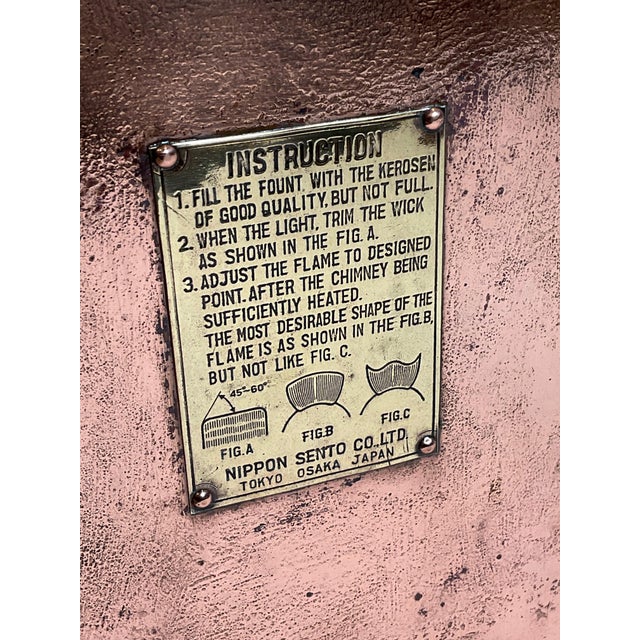 INSTRUCTION
1. FILL THE FOUNT WITH THE KEROSEN
OF GOOD QUALITY, BUT NOT FULL.
2. WHEN THE LIGHT, TRIM THE WICK
AS SHOWN IN THE FIG. A.
3. ADJUST THE FLAME TO DESIGNED
POINT. AFTER THE CHIMNEY BEING
SUFFICIENTLY HEATED.
THE MOST DESIRABLE SHAPE OF THE
FLAME IS AS SHOWN IN THE FIG.B,
BUT NOT LIKE FIG. C.
45°-60°
FIG.A FIG.B FIG.C
NIPPON SENTO CO.,LTD.
TOKYO OSAKA JAPAN